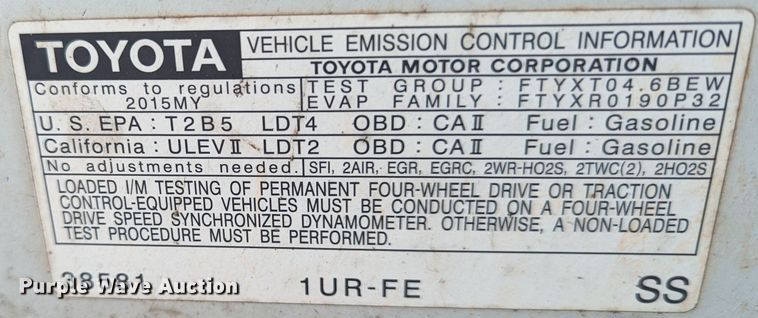 TOYOTA VEHICLE EMISSION CONTROL INFORMATION
TOYOTA MOTOR CORPORATION
Conforms to regulations : 2015MY
TEST GROUP : FTYXT04.6BEW
EVAP FAMILY : FTYXR0190P32
U.S. EPA : T2B5 LDT4 OBD : CAⅡ Fuel : Gasoline
California : ULEVⅡ LDT2 OBD : CAⅡ Fuel : Gasoline
No adjustments needed. SFI, 2AIR, EGR, EGRC, 2WR-HO2S, 2TWC(2), 2HO2S
LOADED I/M TESTING OF PERMANENT FOUR-WHEEL DRIVE OR TRACTION
CONTROL-EQUIPPED VEHICLES MUST BE CONDUCTED ON A FOUR-WHEEL
DRIVE SPEED SYNCHRONIZED DYNAMOMETER. OTHERWISE, A NON-LOADED
TEST PROCEDURE MUST BE PERFORMED.
38581 1UR-FE SS
Purple Wave Auction